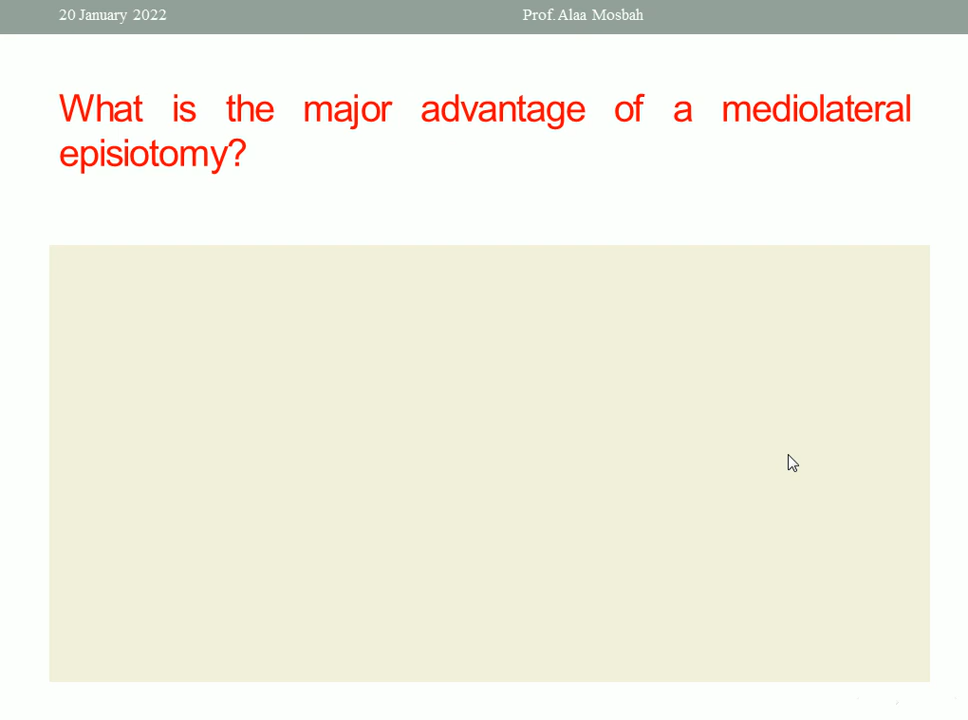 20 January 2022 Prof. Alaa Mosbah
What is the major advantage of a mediolateral
episiotomy?